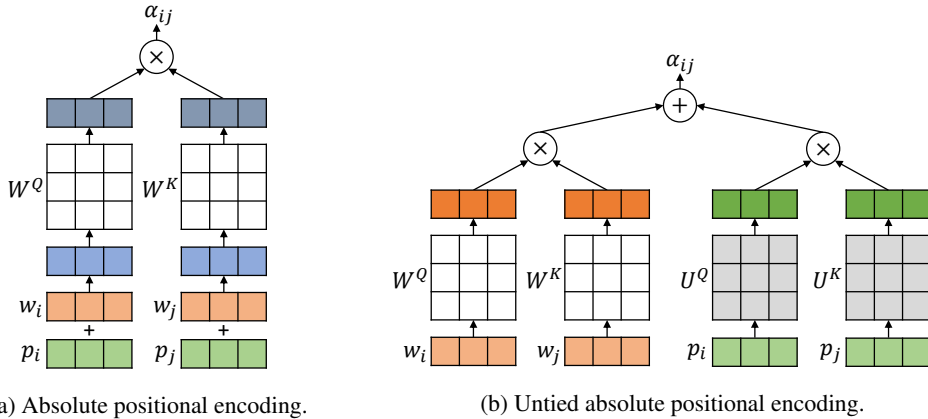 α_ij
×
W^Q W^K
w_i w_j
+ +
p_i p_j
) Absolute positional encoding.
α_ij
+
× ×
W^Q W^K U^Q U^K
w_i w_j p_i p_j
(b) Untied absolute positional encoding.